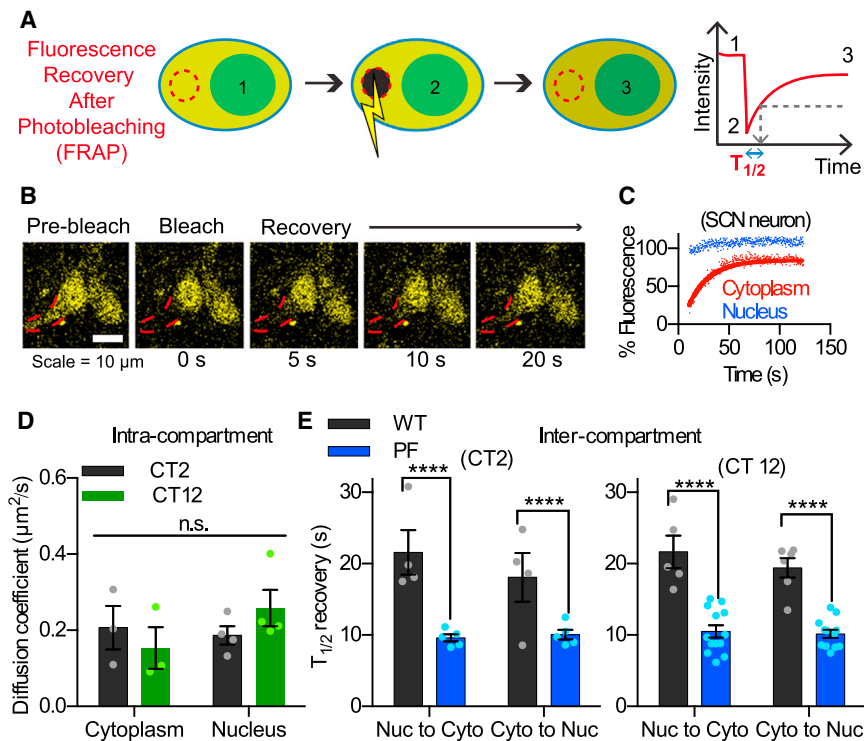 A
Fluorescence
Recovery
After
Photobleaching
(FRAP)
1
2
3
Intensity
1
2
3
T1/2
Time
B
Pre-bleach
Bleach
Recovery
Scale = 10 µm
0 s
5 s
10 s
20 s
C
(SCN neuron)
% Fluorescence
100
50
0
Cytoplasm
Nucleus
0 50 100 150
Time (s)
D
Intra-compartment
CT2
CT12
n.s.
Diffusion coefficient (µm²/s)
0.6
0.4
0.2
0.0
Cytoplasm Nucleus
E
WT
PF
Inter-compartment
(CT2)
(CT 12)
**** ****
**** ****
T1/2 recovery (s)
30
20
10
0
Nuc to Cyto Cyto to Nuc
30
20
10
0
Nuc to Cyto Cyto to Nuc